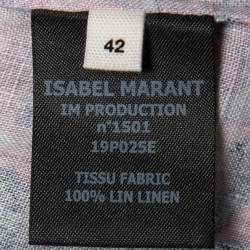 42
ISABEL MARANT
IM PRODUCTION
n°1501
19P025E
TISSU FABRIC
100% LIN LINEN